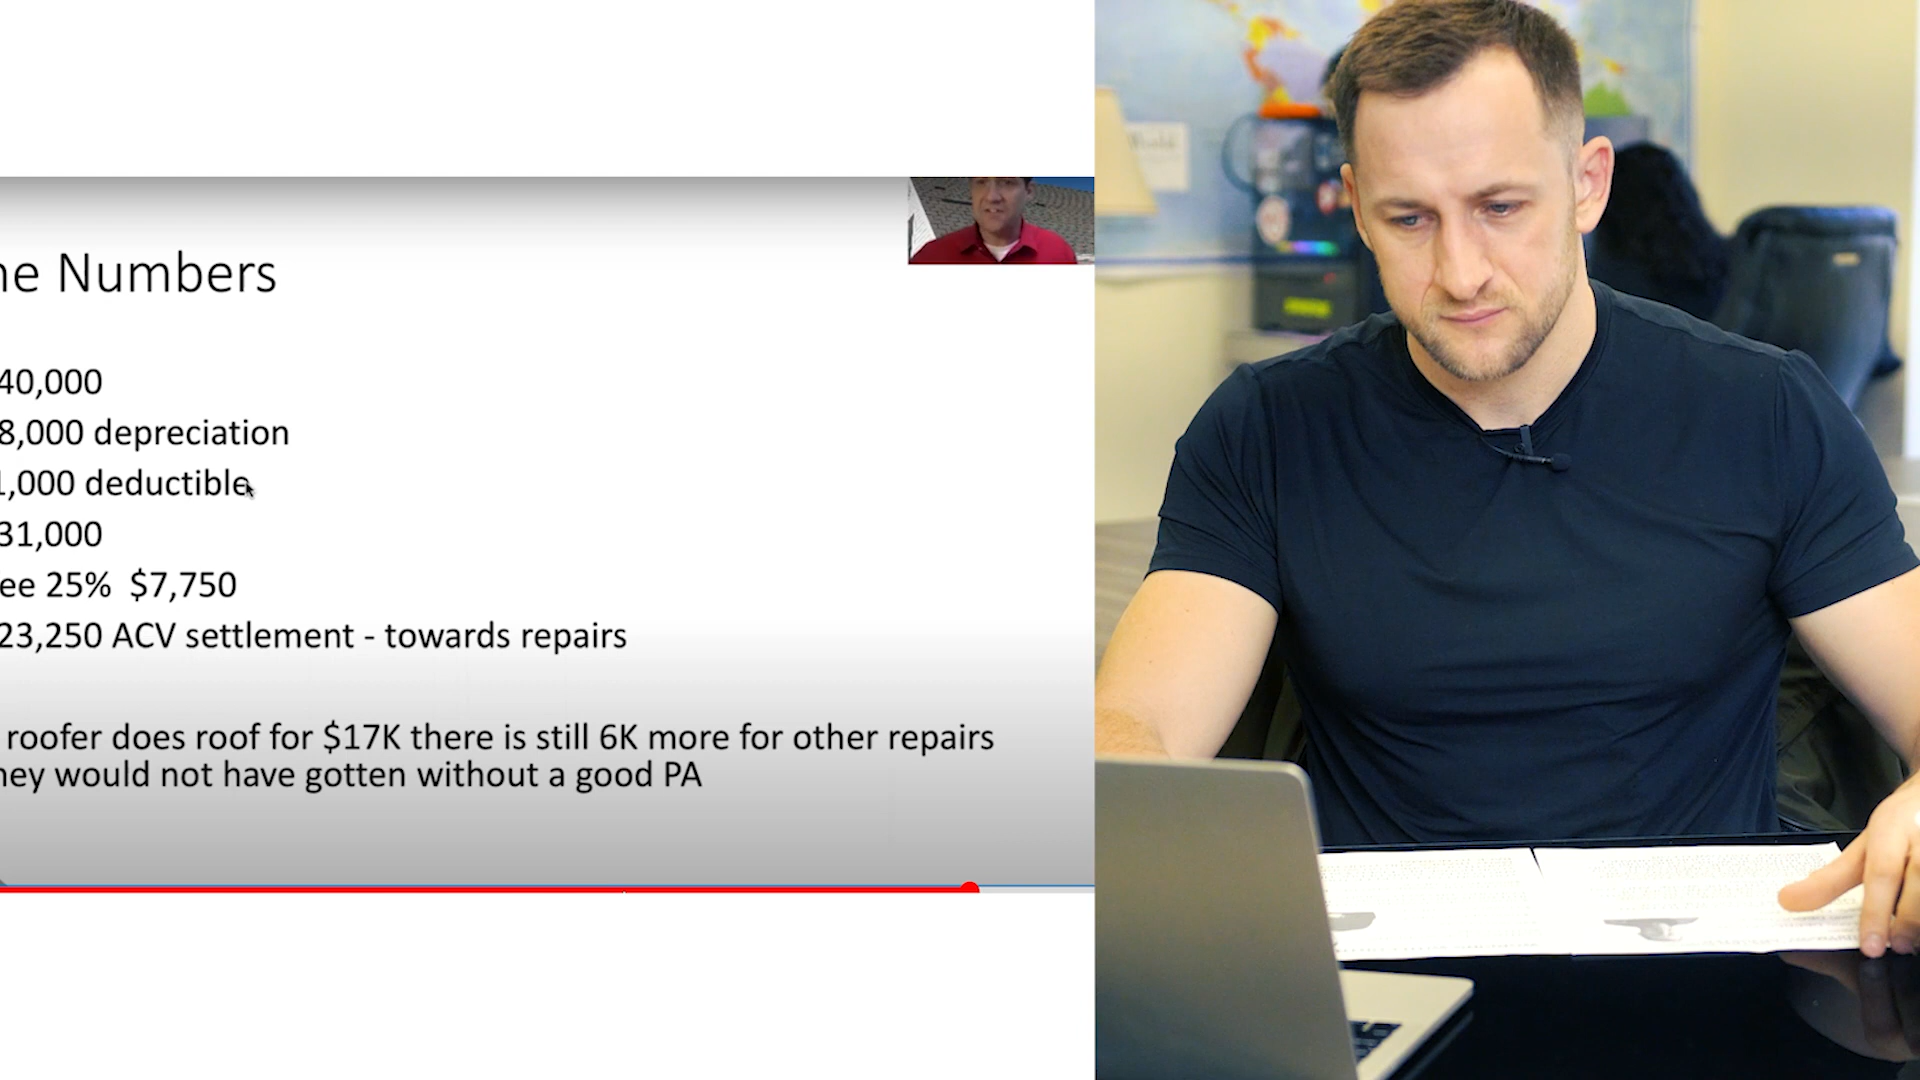 ne Numbers
40,000
8,000 depreciation
1,000 deductible
31,000
ee 25% $7,750
23,250 ACV settlement - towards repairs
roofer does roof for $17K there is still 6K more for other repairs
hey would not have gotten without a good PA